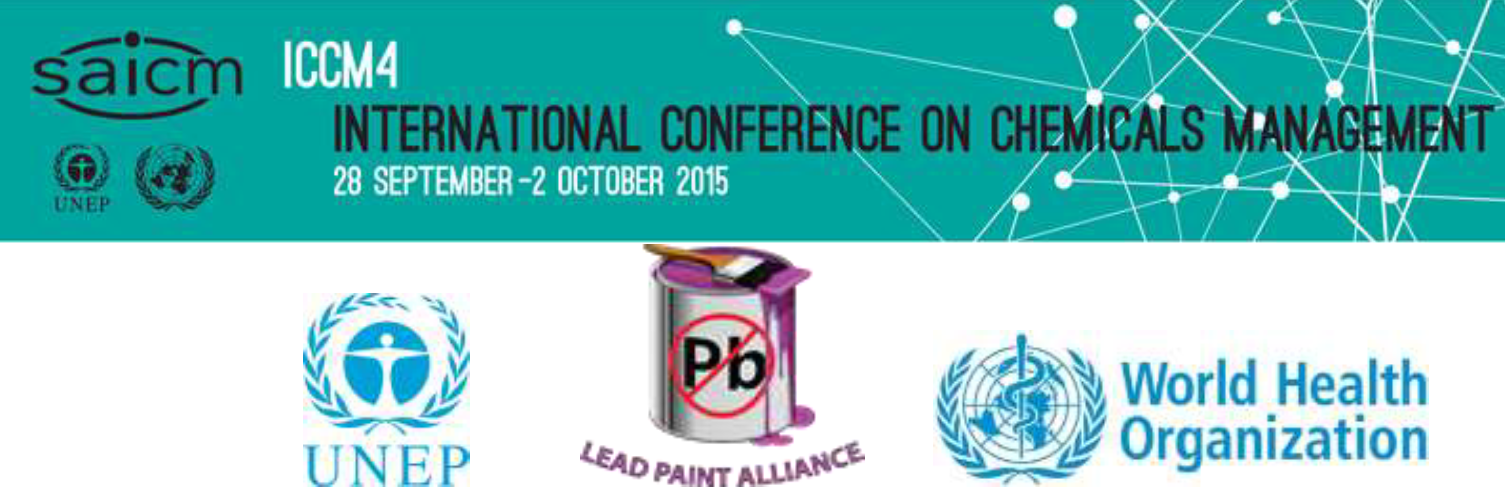 saicm
ICCM4
INTERNATIONAL CONFERENCE ON CHEMICALS MANAGEMENT
28 SEPTEMBER - 2 OCTOBER 2015
UNEP
Pb
LEAD PAINT ALLIANCE
UNEP
World Health
Organization